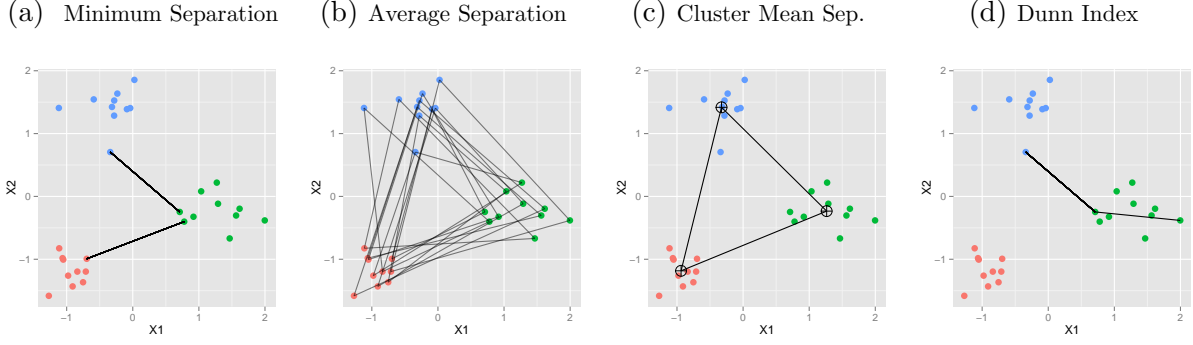 (a) Minimum Separation
(b) Average Separation
(c) Cluster Mean Sep.
(d) Dunn Index
2
1
0
−1
X2
−1 0 1 2
X1
2
1
0
−1
X2
−1 0 1 2
X1
2
1
0
−1
X2
−1 0 1 2
X1
2
1
0
−1
X2
−1 0 1 2
X1